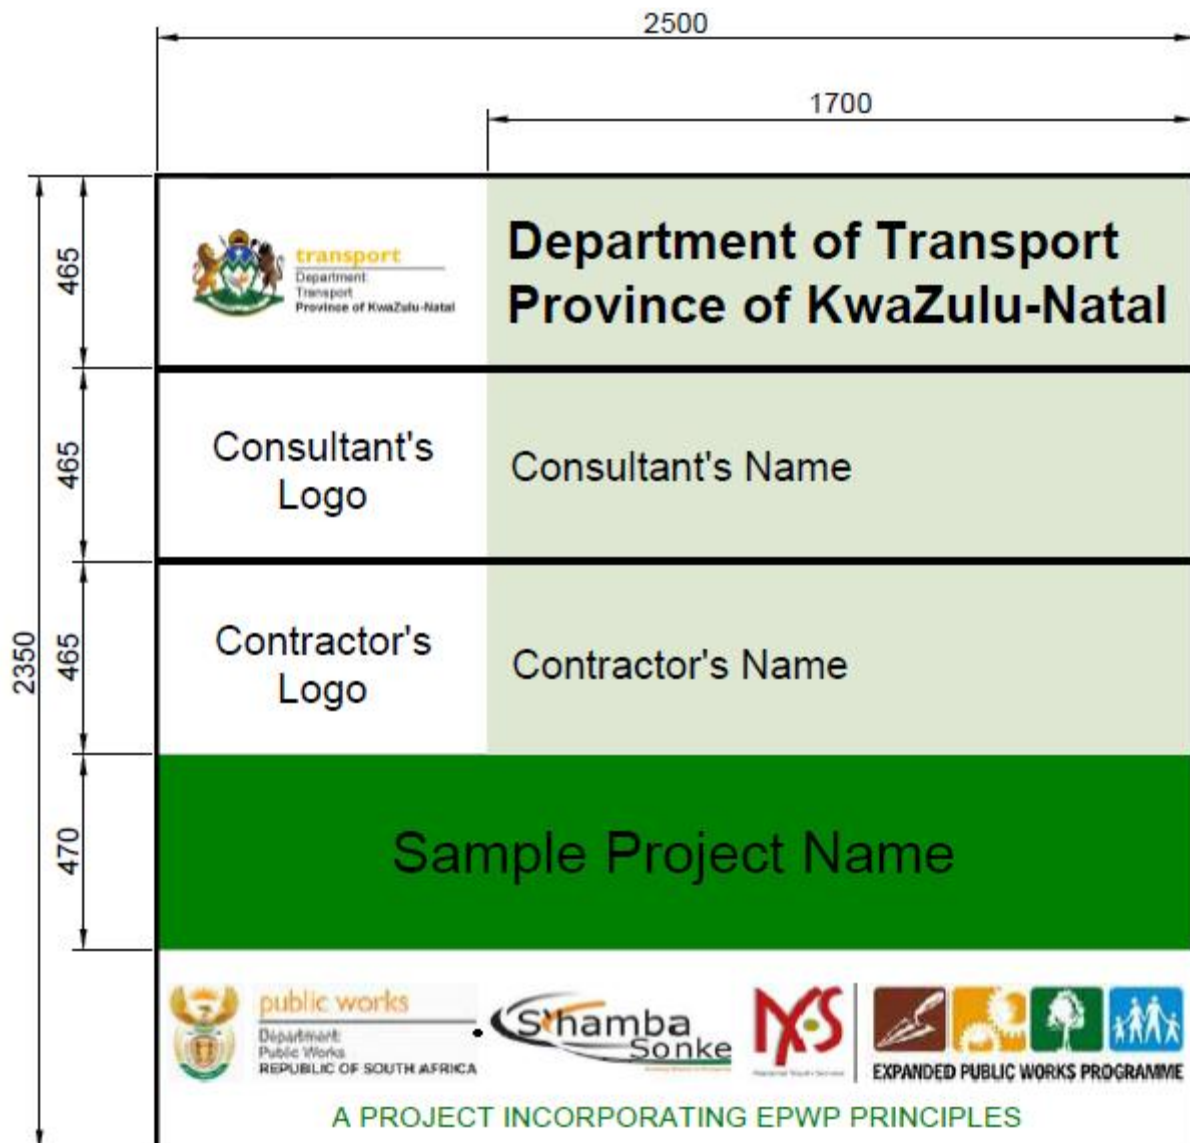 2500
1700
2350
465
transport
Department:
Transport
Province of KwaZulu-Natal
Department of Transport
Province of KwaZulu-Natal
465
Consultant's
Logo
Consultant's Name
465
Contractor's
Logo
Contractor's Name
470
Sample Project Name
public works
Department:
Public Works
REPUBLIC OF SOUTH AFRICA
S'hamba
Sonke
NYS
EXPANDED PUBLIC WORKS PROGRAMME
A PROJECT INCORPORATING EPWP PRINCIPLES